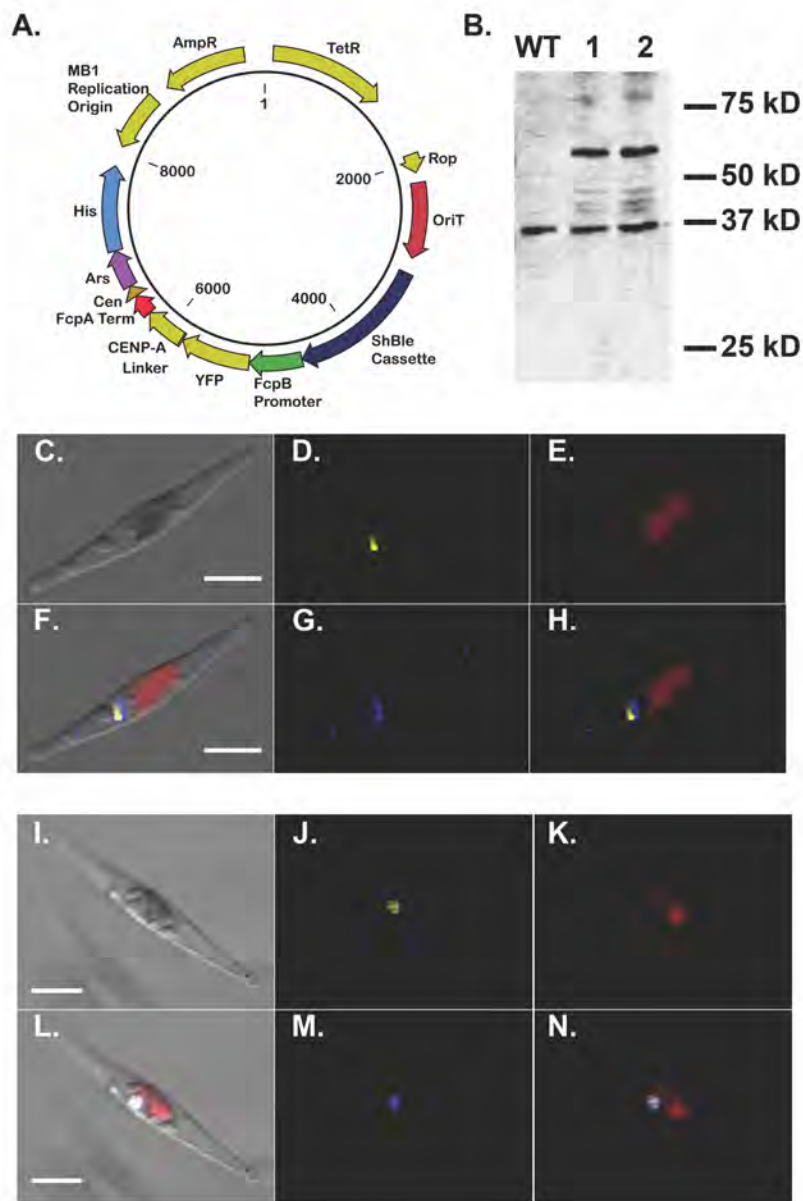 A.
AmpR
TetR
MB1
Replication
Origin
1
Rop
2000
8000
OriT
His
Ars
Cen
FcpA Term
6000
4000
CENP-A
Linker
YFP
FcpB
Promoter
ShBle
Cassette
B.
WT 1 2
75 kD
50 kD
37 kD
25 kD
C.
D.
E.
F.
G.
H.
I.
J.
K.
L.
M.
N.